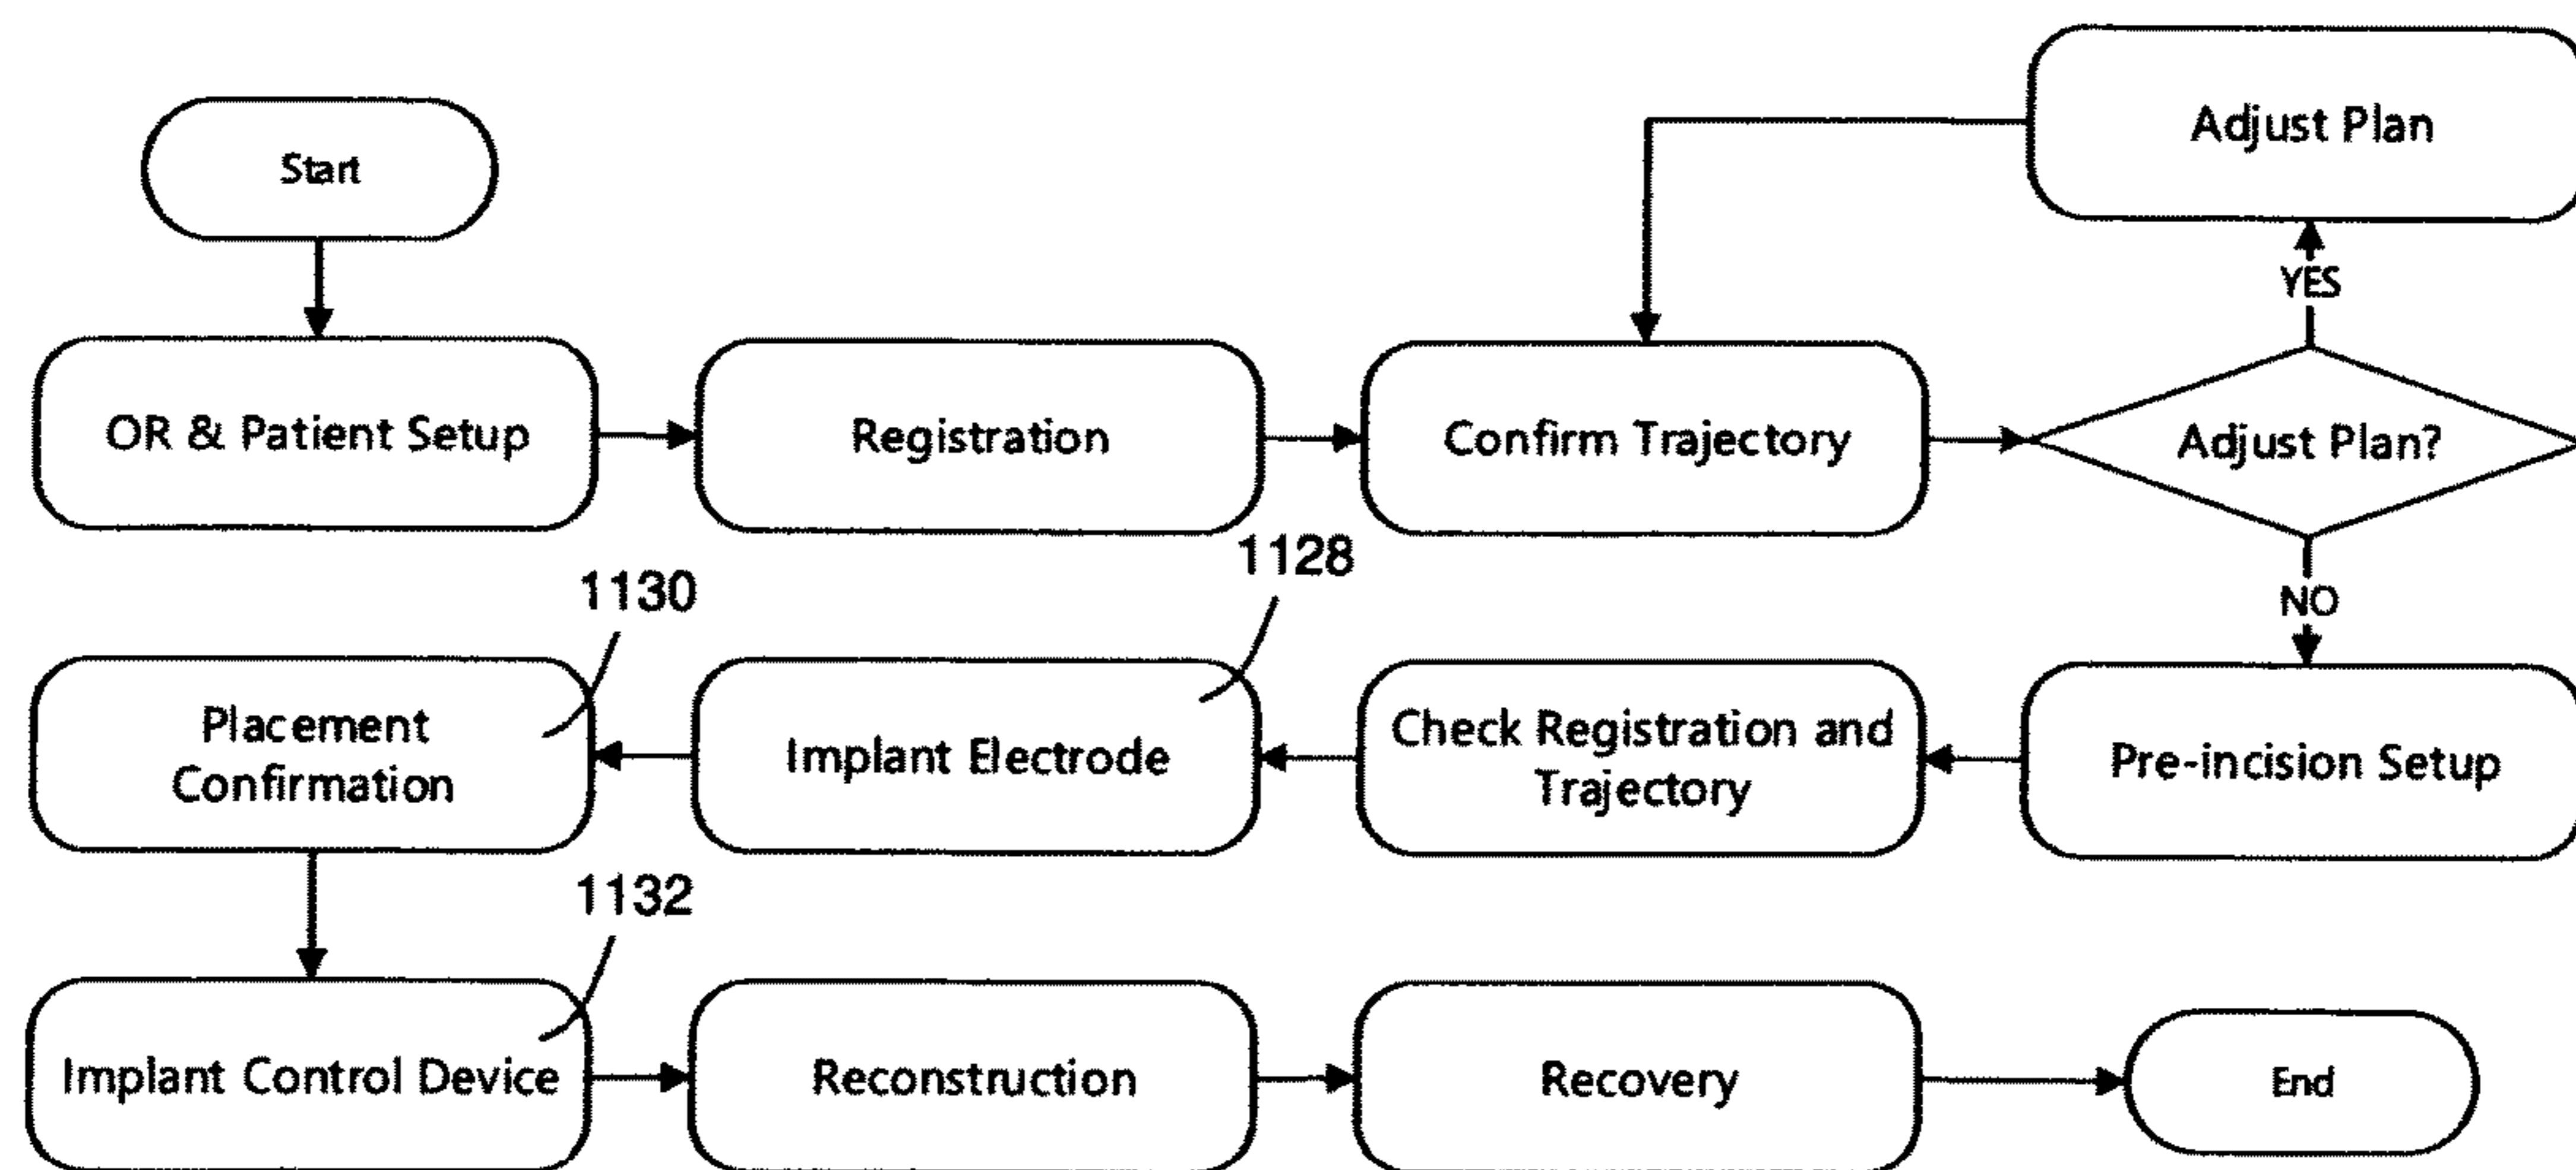 Start
Adjust Plan
YES
OR & Patient Setup
Registration
Confirm Trajectory
Adjust Plan?
NO
1128
1130
Placement
Confirmation
Implant Electrode
Check Registration and
Trajectory
Pre-incision Setup
1132
Implant Control Device
Reconstruction
Recovery
End